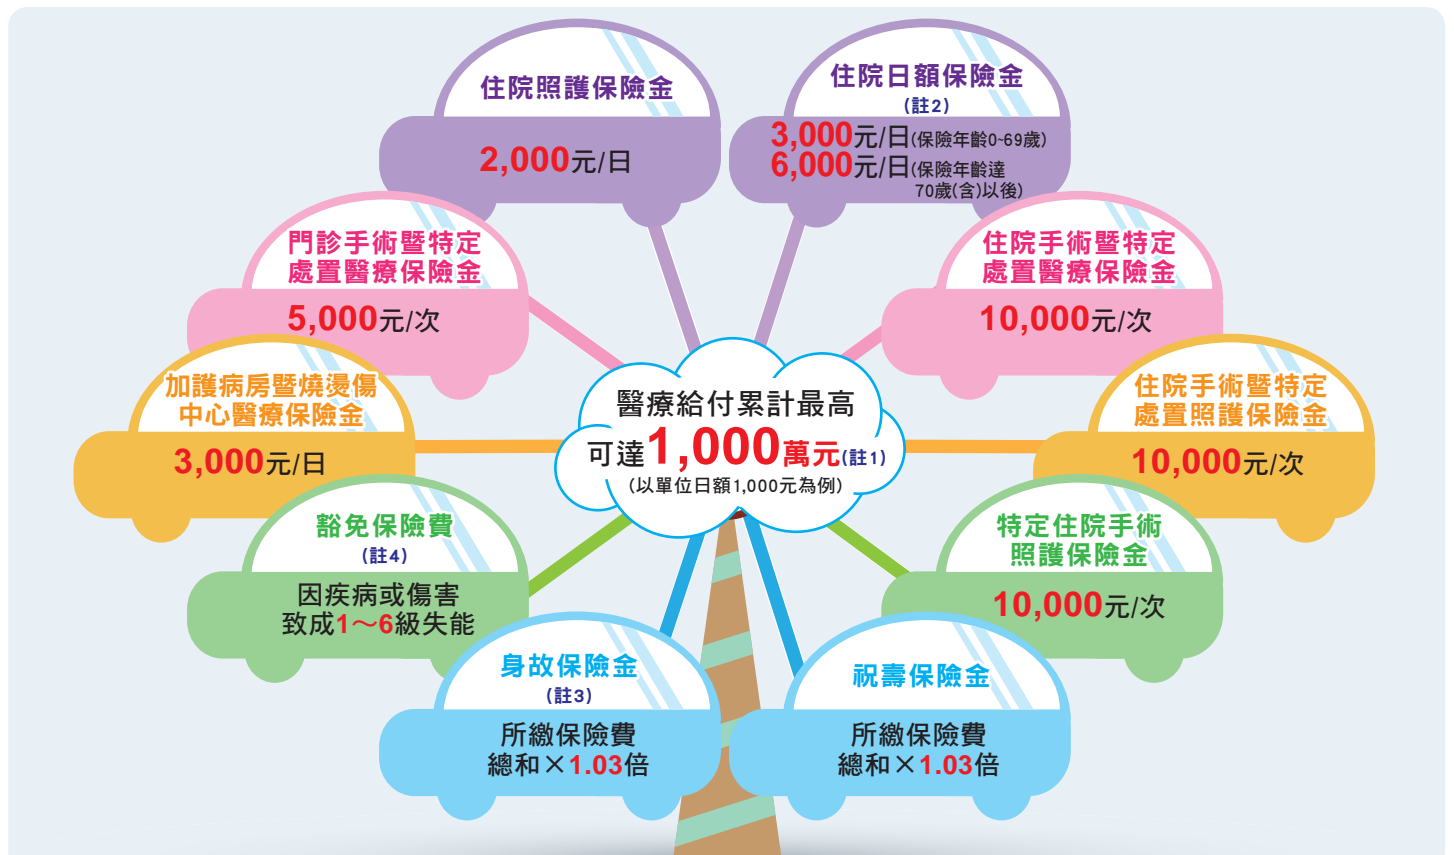 住院照護保險金
2,000元/日
住院日額保險金
(註2)
3,000元/日(保險年齡0~69歲)
6,000元/日(保險年齡達
70歲(含)以後)
門診手術暨特定
處置醫療保險金
5,000元/次
住院手術暨特定
處置醫療保險金
10,000元/次
加護病房暨燒燙傷
中心醫療保險金
3,000元/日
醫療給付累計最高
可達1,000萬元(註1)
(以單位日額1,000元為例)
住院手術暨特定
處置照護保險金
10,000元/次
豁免保險費
(註4)
因疾病或傷害
致成1～6級失能
特定住院手術
照護保險金
10,000元/次
身故保險金
(註3)
所繳保險費
總和×1.03倍
祝壽保險金
所繳保險費
總和×1.03倍